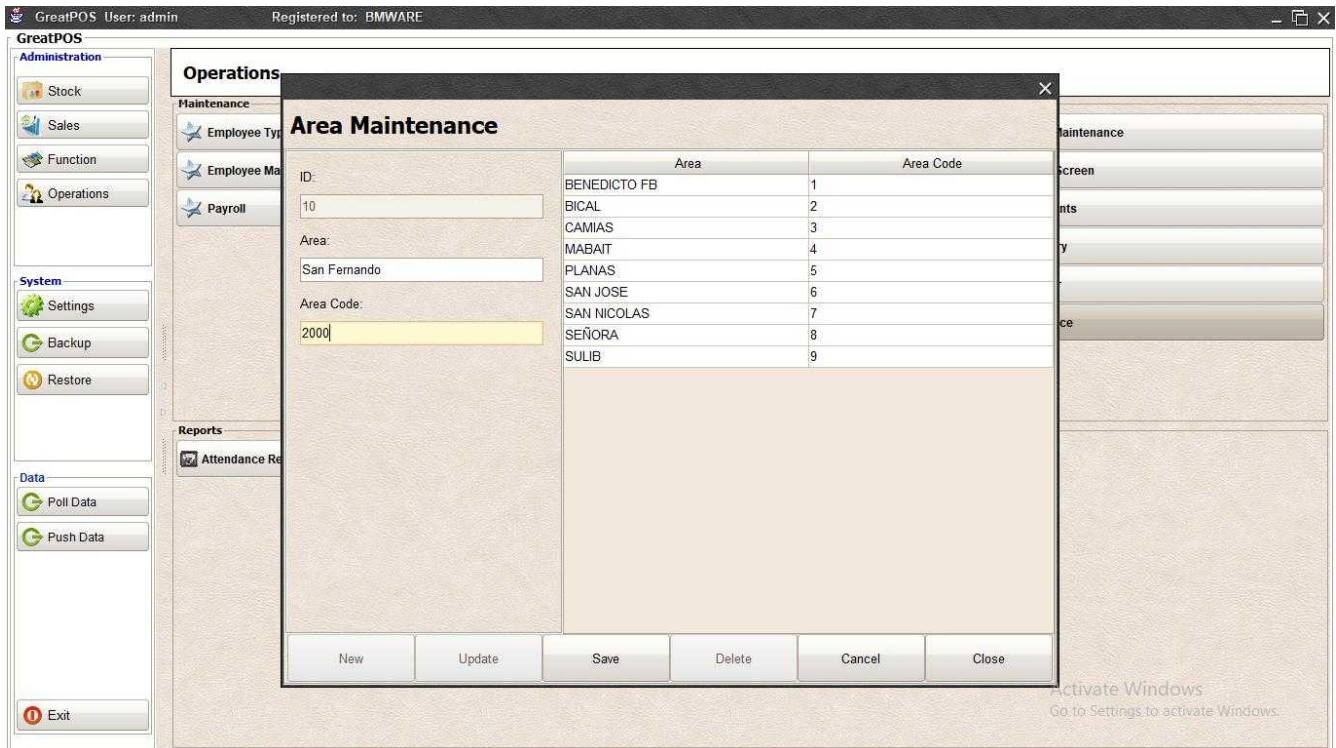 GreatPOS User: admin Registered to: BMWARE
GreatPOS
Administration
Stock
Sales
Function
Operations
System
Settings
Backup
Restore
Data
Poll Data
Push Data
Exit
Operations
Maintenance
Employee Typ
Employee Ma
Payroll
Reports
Attendance Re
Area Maintenance
ID:
10
Area:
San Fernando
Area Code:
2000
Area Area Code
BENEDICTO FB 1
BICAL 2
CAMIAS 3
MABAIT 4
PLANAS 5
SAN JOSE 6
SAN NICOLAS 7
SEÑORA 8
SULIB 9
New Update Save Delete Cancel Close
Maintenance
Screen
nts
y
ce
Activate Windows
Go to Settings to activate Windows.